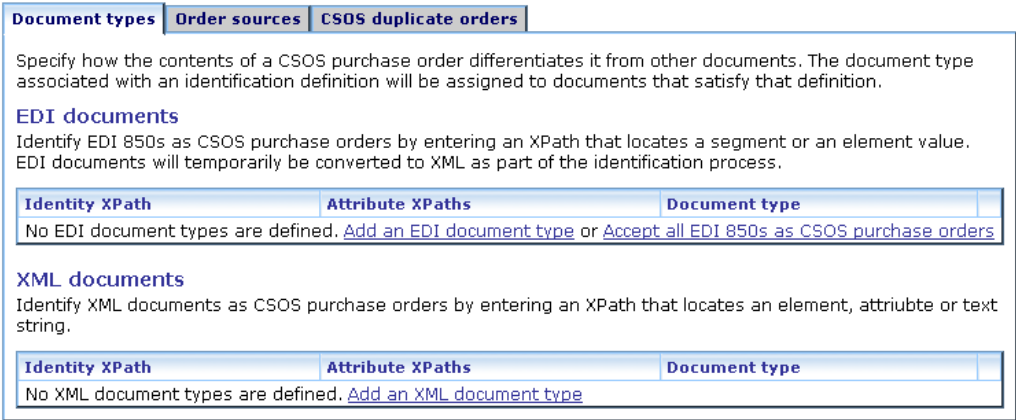 Document types Order sources CSOS duplicate orders
Specify how the contents of a CSOS purchase order differentiates it from other documents. The document type
associated with an identification definition will be assigned to documents that satisfy that definition.
EDI documents
Identify EDI 850s as CSOS purchase orders by entering an XPath that locates a segment or an element value.
EDI documents will temporarily be converted to XML as part of the identification process.
Identity XPath Attribute XPaths Document type
No EDI document types are defined. Add an EDI document type or Accept all EDI 850s as CSOS purchase orders
XML documents
Identify XML documents as CSOS purchase orders by entering an XPath that locates an element, attriubte or text
string.
Identity XPath Attribute XPaths Document type
No XML document types are defined. Add an XML document type